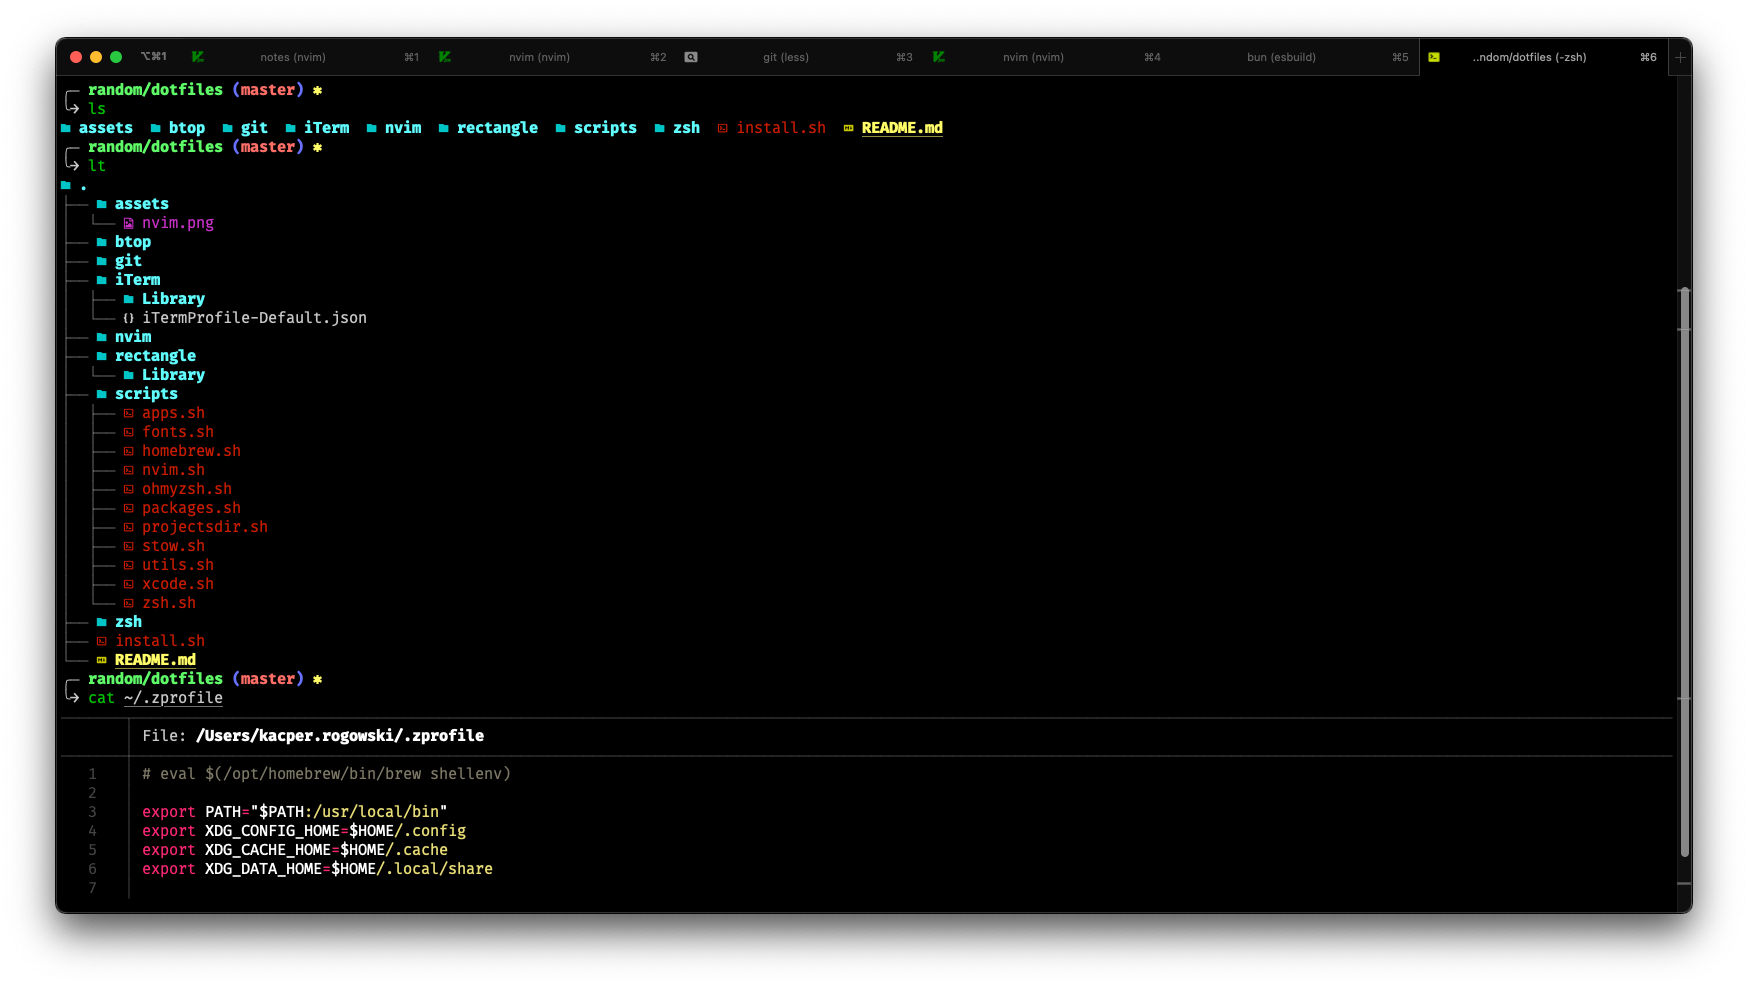 ⌥⌘1 notes (nvim) ⌘1 nvim (nvim) ⌘2 git (less) ⌘3 nvim (nvim) ⌘4 bun (esbuild) ⌘5 ..ndom/dotfiles (-zsh) ⌘6
random/dotfiles (master) ✱
ls
assets btop git iTerm nvim rectangle scripts zsh install.sh README.md
random/dotfiles (master) ✱
lt
.
assets
nvim.png
btop
git
iTerm
Library
{} iTermProfile-Default.json
nvim
rectangle
Library
scripts
apps.sh
fonts.sh
homebrew.sh
nvim.sh
ohmyzsh.sh
packages.sh
projectsdir.sh
stow.sh
utils.sh
xcode.sh
zsh.sh
zsh
install.sh
README.md
random/dotfiles (master) ✱
cat ~/.zprofile
File: /Users/kacper.rogowski/.zprofile
1 # eval $(/opt/homebrew/bin/brew shellenv)
2
3 export PATH="$PATH:/usr/local/bin"
4 export XDG_CONFIG_HOME=$HOME/.config
5 export XDG_CACHE_HOME=$HOME/.cache
6 export XDG_DATA_HOME=$HOME/.local/share
7